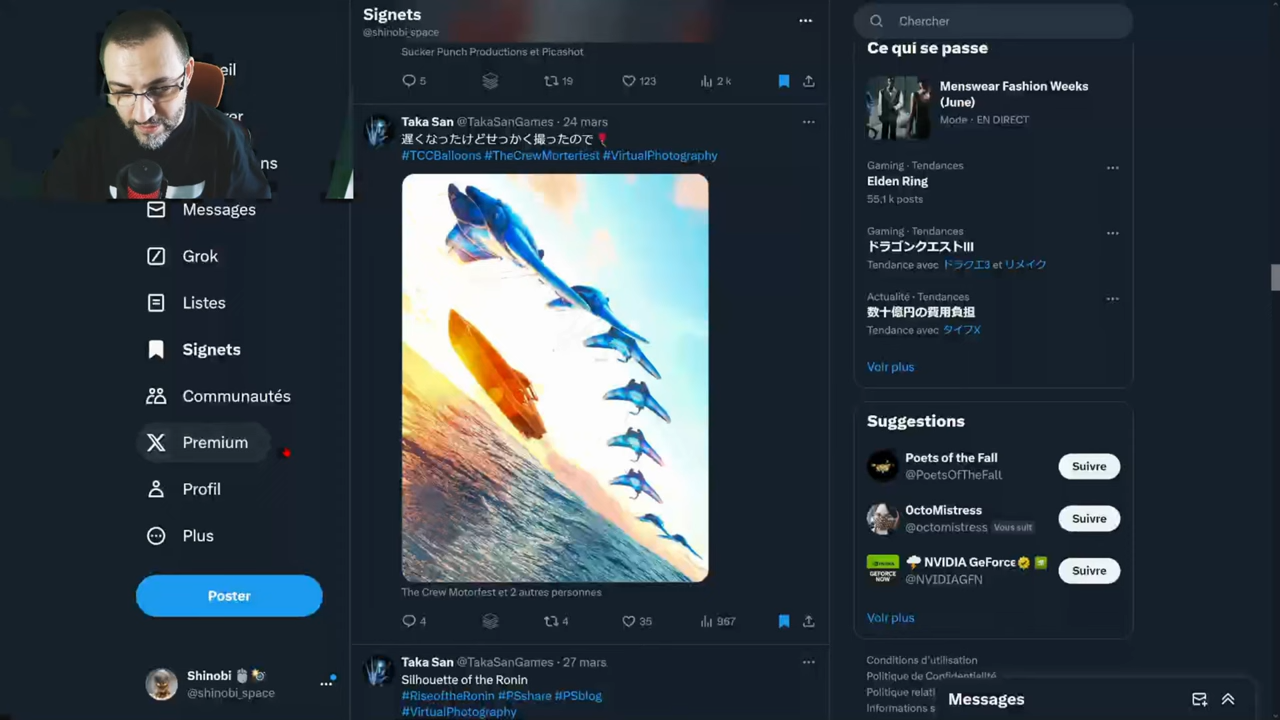 Signets
@shinobi_space
Sucker Punch Productions et Picashot
5
19
123
2 k
Taka San @TakaSanGames · 24 mars
遅くなったけどせっかく撮ったので
#TCCBalloons #TheCrewMorterfest #VirtualPhotography
The Crew Motorfest et 2 autres personnes
4
4
35
967
Taka San @TakaSanGames · 27 mars
Silhouette of the Ronin
#RiseoftheRonin #PSshare #PSblog
#VirtualPhotography
eil
er
ns
Messages
Grok
Listes
Signets
Communautés
Premium
Profil
Plus
Poster
Shinobi
@shinobi_space
Chercher
Ce qui se passe
Menswear Fashion Weeks
(June)
Mode · EN DIRECT
Gaming · Tendances
Elden Ring
55,1 k posts
Gaming · Tendances
ドラゴンクエストIII
Tendance avec ドラクエ3 et リメイク
Actualité · Tendances
数十億円の費用負担
Tendance avec タイフX
Voir plus
Suggestions
Poets of the Fall
@PoetsOfTheFall
Suivre
OctoMistress
@octomistress Vous suit
Suivre
NVIDIA GeForce
@NVIDIAGFN
Suivre
Voir plus
Conditions d'utilisation
Politique de Confidentialité
Politique relati
Informations s
Messages